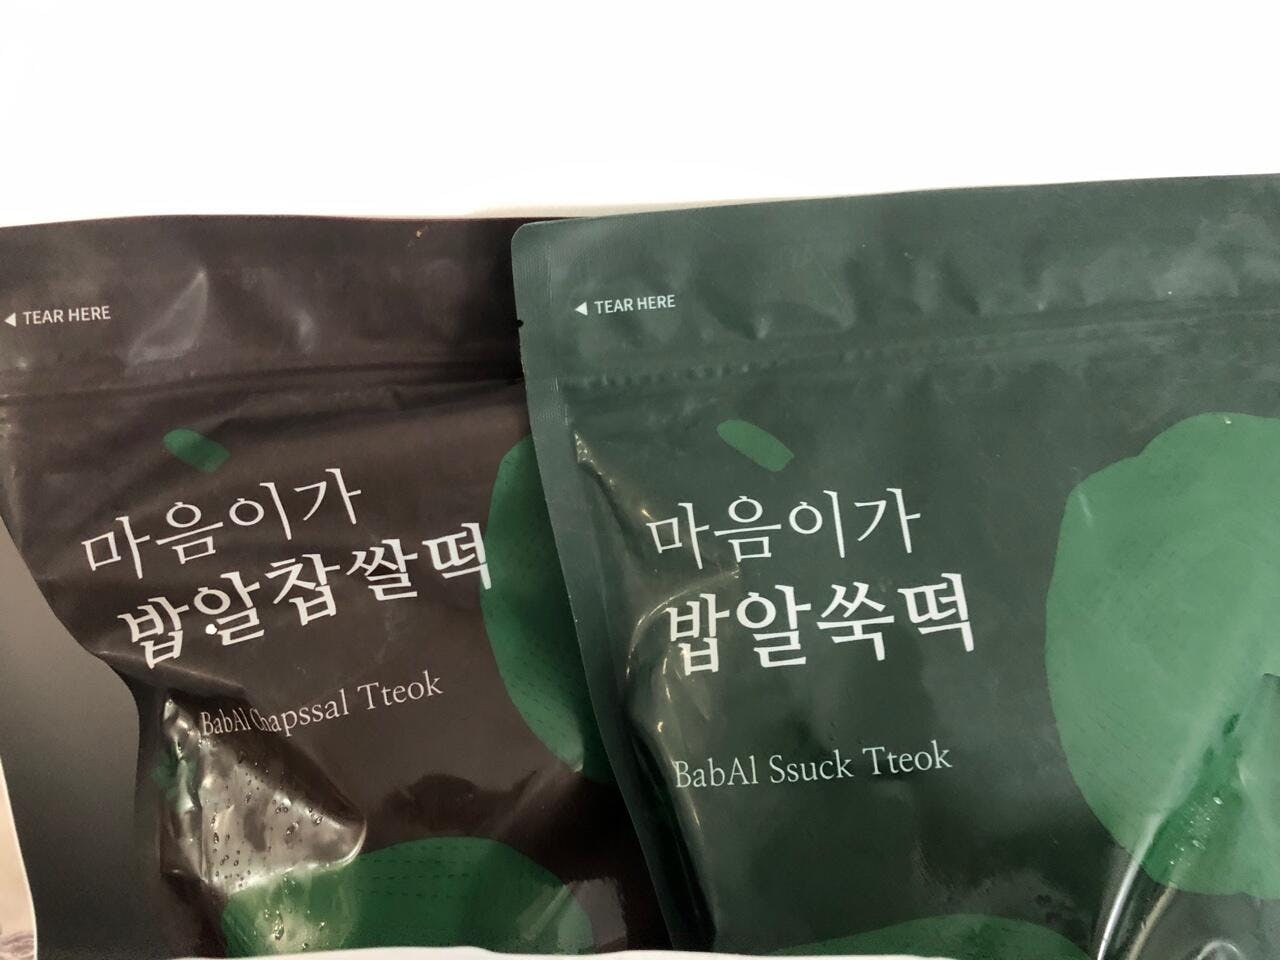 ◀ TEAR HERE
마음이가
밥알찹쌀떡
BabAl Chapssal Tteok
◀ TEAR HERE
마음이가
밥알쑥떡
BabAl Ssuck Tteok